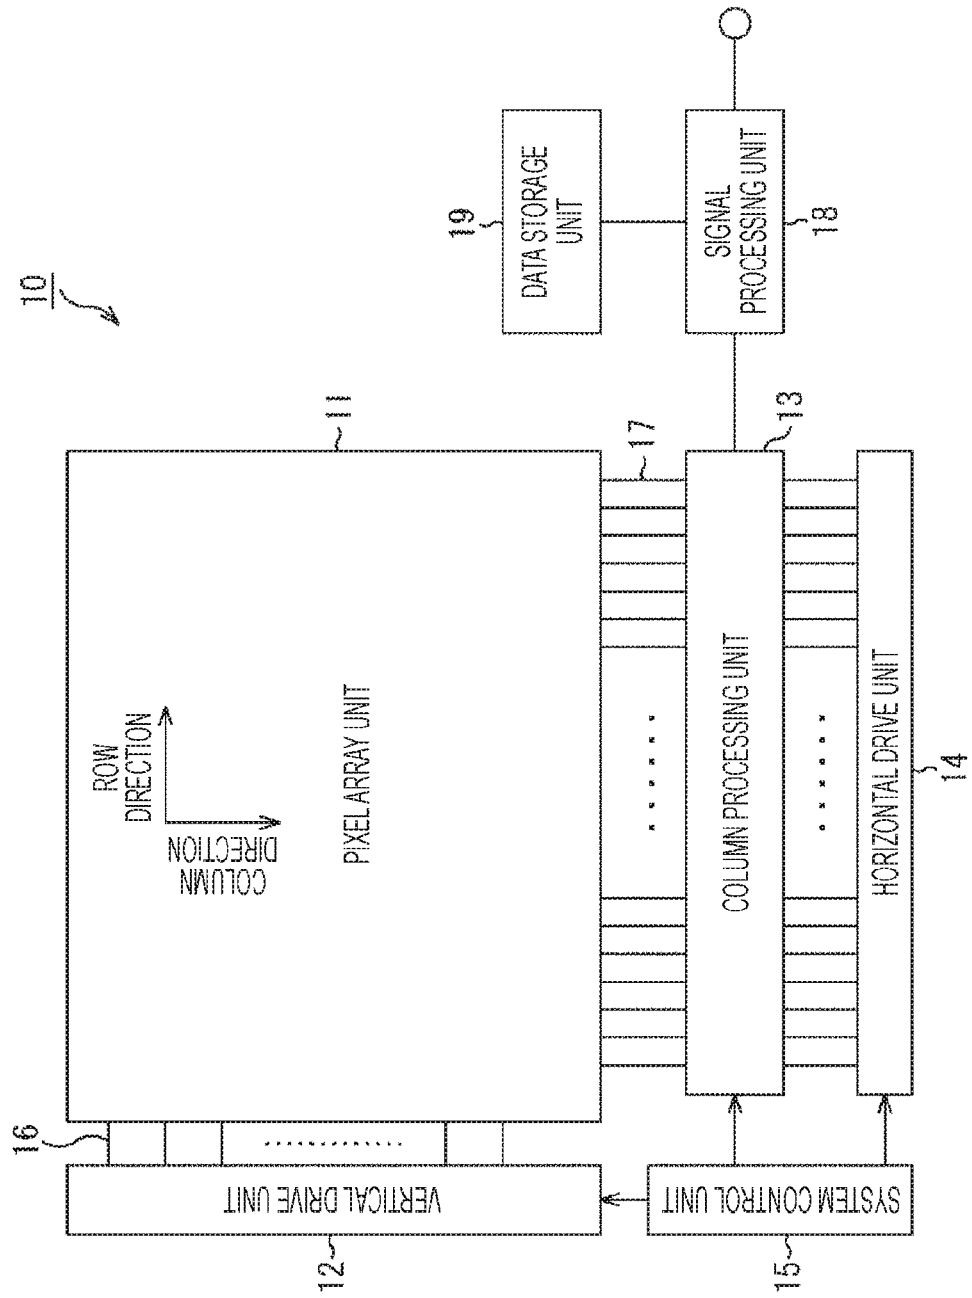 10
11
ROW
DIRECTION
COLUMN
DIRECTION
PIXEL ARRAY UNIT
16
12
VERTICAL DRIVE UNIT
17
13
COLUMN PROCESSING UNIT
HORIZONTAL DRIVE UNIT
14
SYSTEM CONTROL UNIT
15
19
DATA STORAGE
UNIT
SIGNAL
PROCESSING UNIT
18